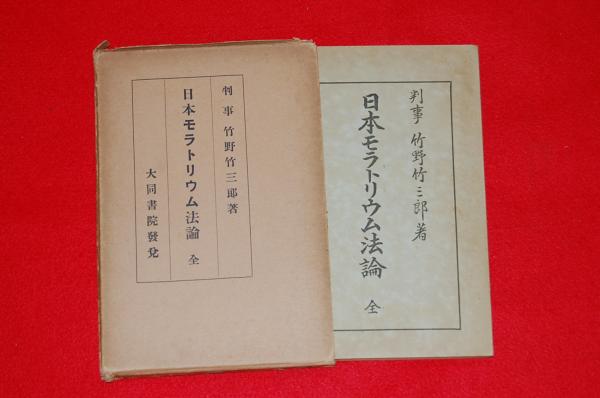 判事 竹野竹三郎著
日本モラトリウム法論 全
大同書院發兌
判事 竹野竹三郎著
日本モラトリウム法論 全